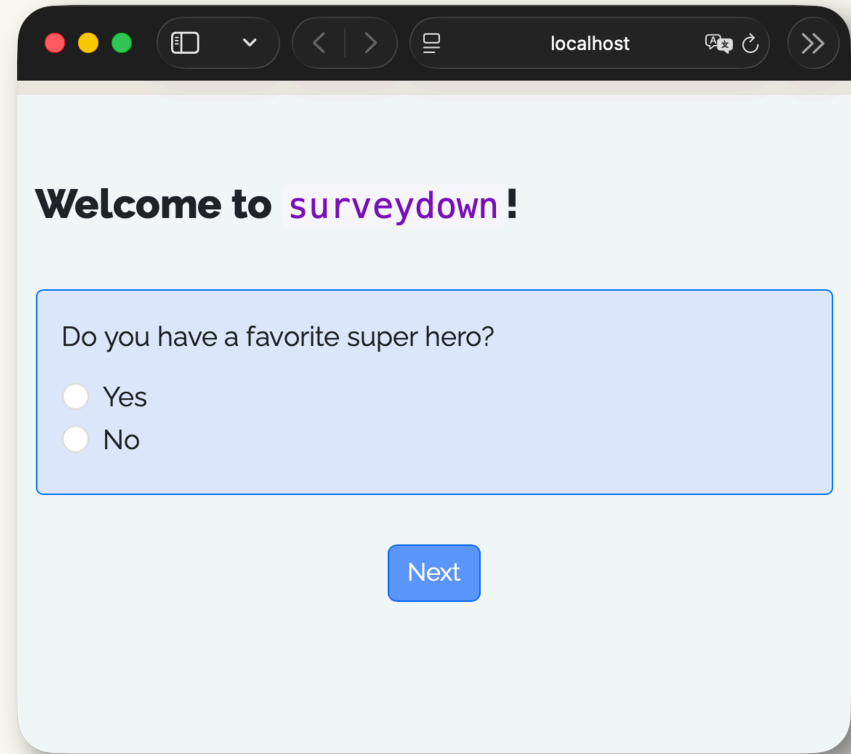 localhost
Welcome to surveydown!
Do you have a favorite super hero?
Yes
No
Next